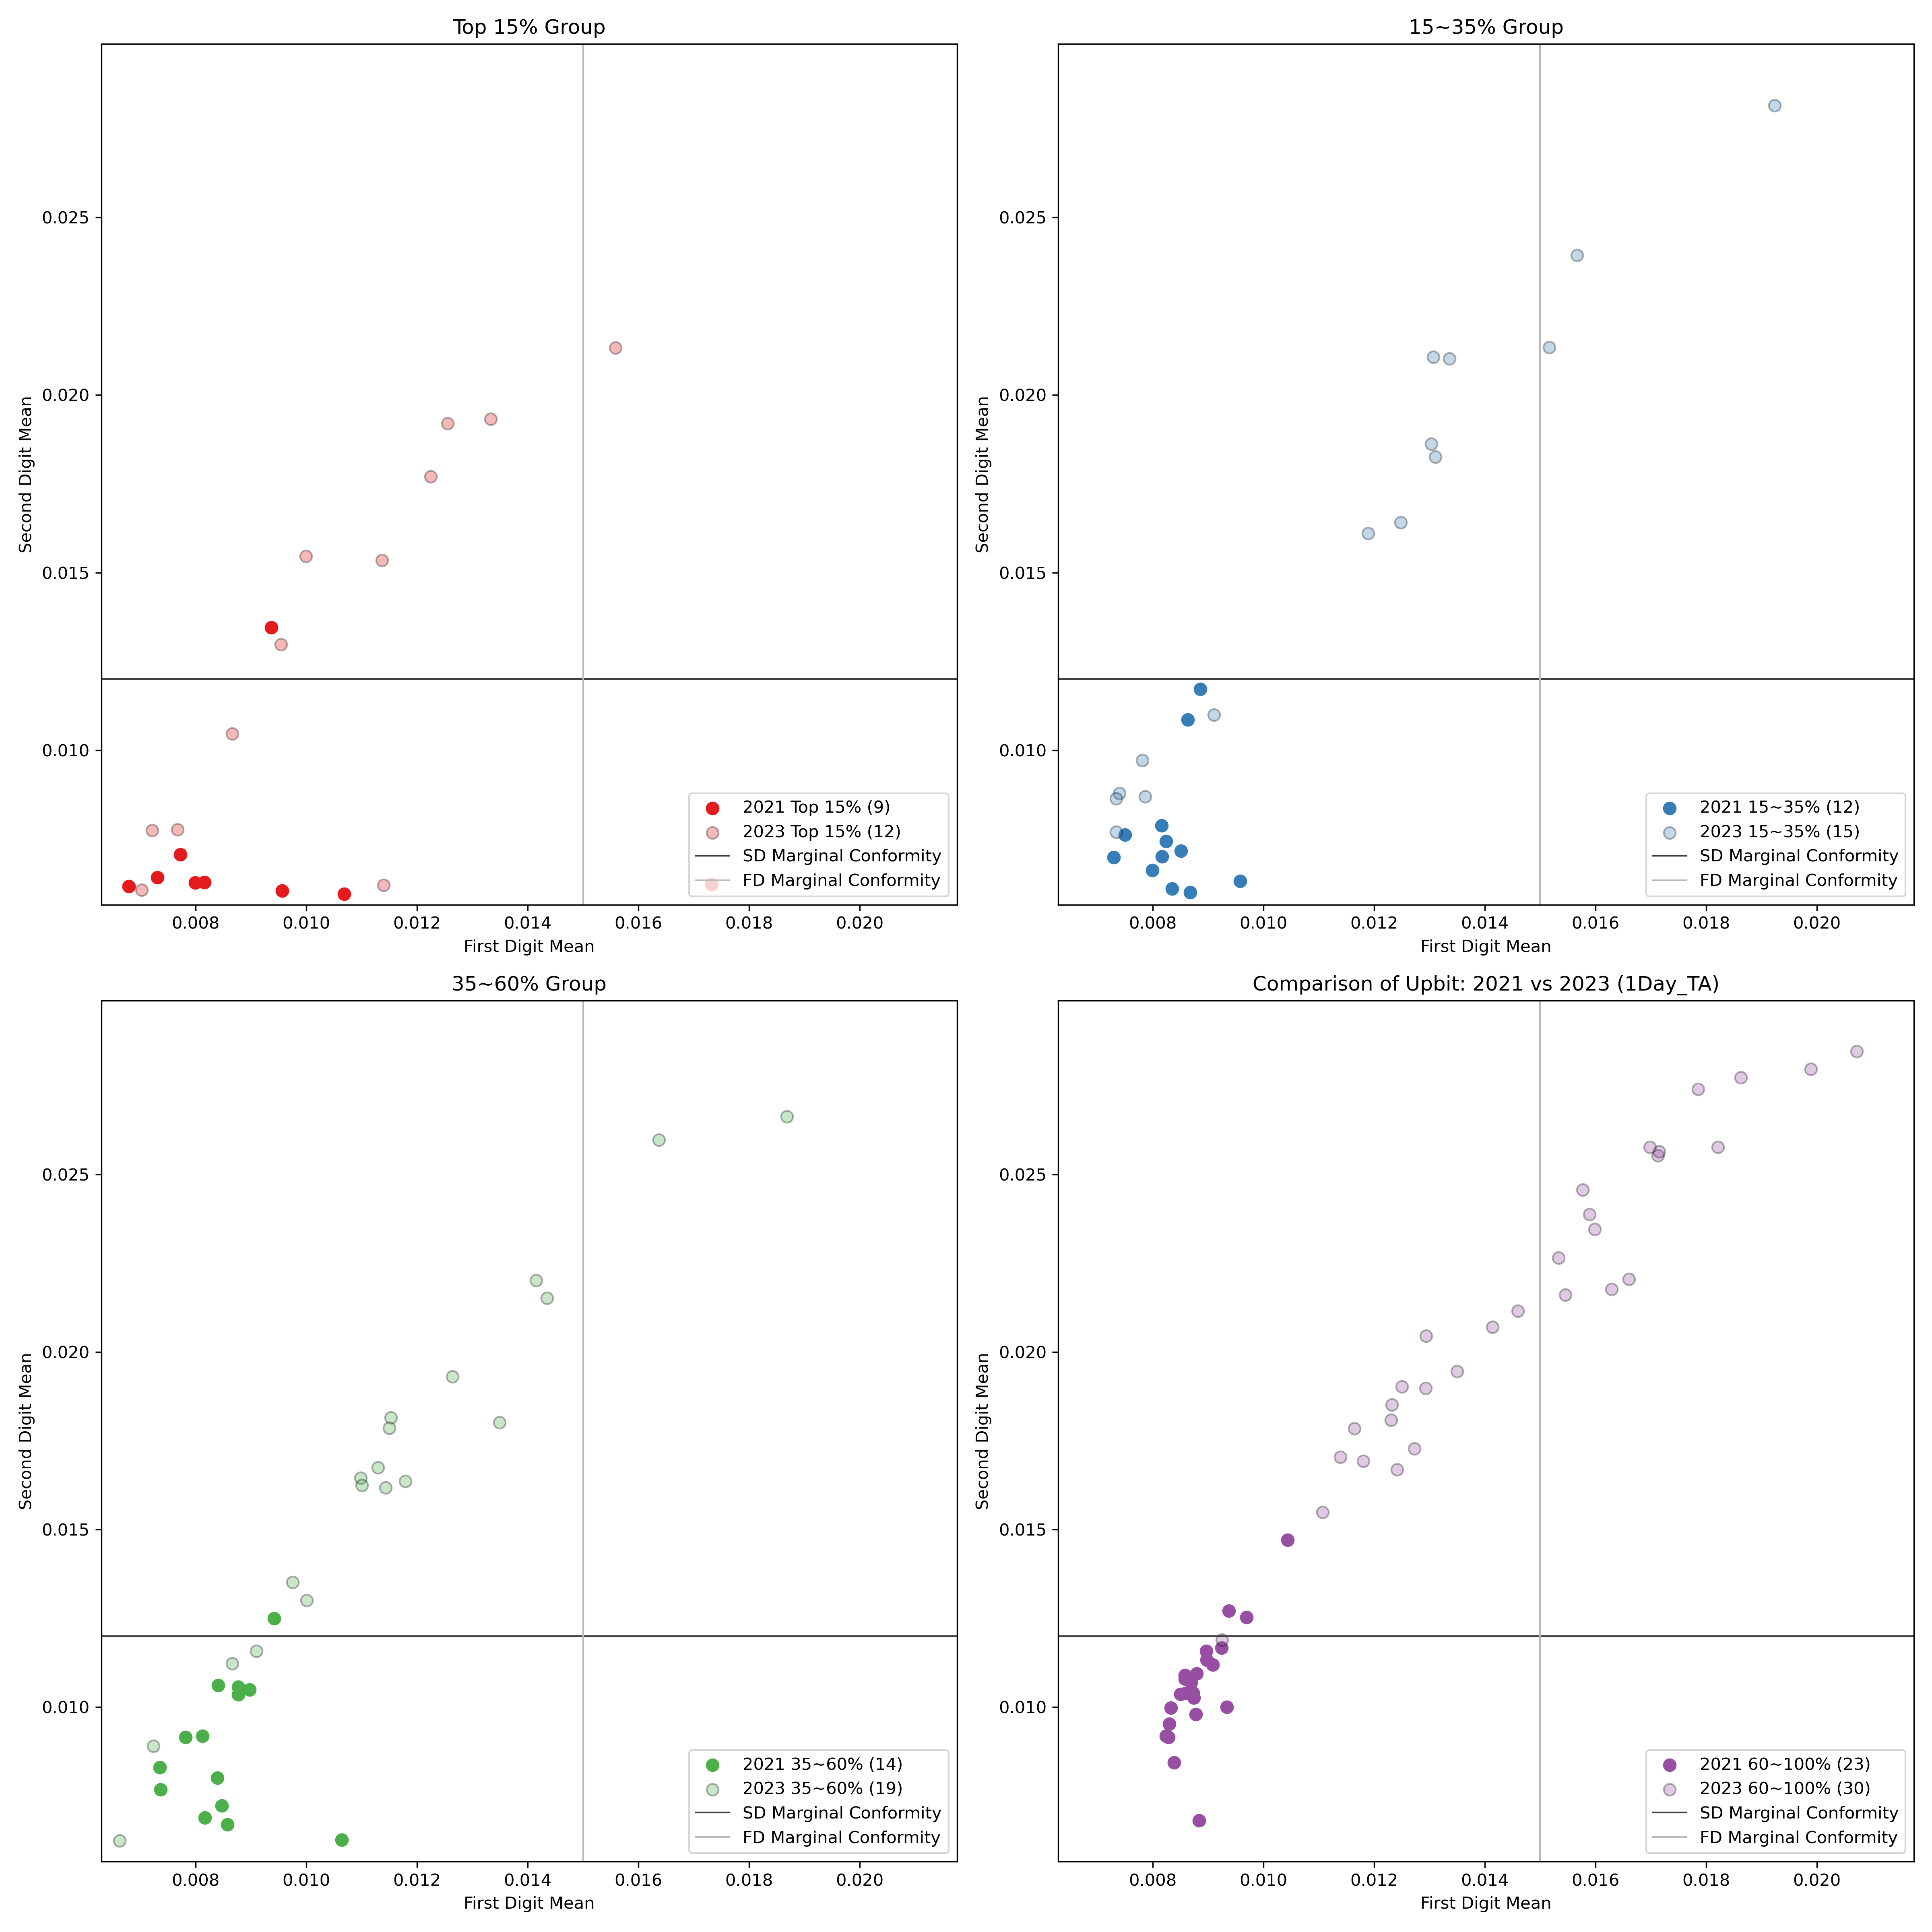 Top 15% Group
0.025
0.020
0.015
0.010
Second Digit Mean
2021 Top 15% (9)
2023 Top 15% (12)
SD Marginal Conformity
FD Marginal Conformity
0.008 0.010 0.012 0.014 0.016 0.018 0.020
First Digit Mean
15~35% Group
0.025
0.020
0.015
0.010
Second Digit Mean
2021 15~35% (12)
2023 15~35% (15)
SD Marginal Conformity
FD Marginal Conformity
0.008 0.010 0.012 0.014 0.016 0.018 0.020
First Digit Mean
35~60% Group
0.025
0.020
0.015
0.010
Second Digit Mean
2021 35~60% (14)
2023 35~60% (19)
SD Marginal Conformity
FD Marginal Conformity
0.008 0.010 0.012 0.014 0.016 0.018 0.020
First Digit Mean
Comparison of Upbit: 2021 vs 2023 (1Day_TA)
0.025
0.020
0.015
0.010
Second Digit Mean
2021 60~100% (23)
2023 60~100% (30)
SD Marginal Conformity
FD Marginal Conformity
0.008 0.010 0.012 0.014 0.016 0.018 0.020
First Digit Mean